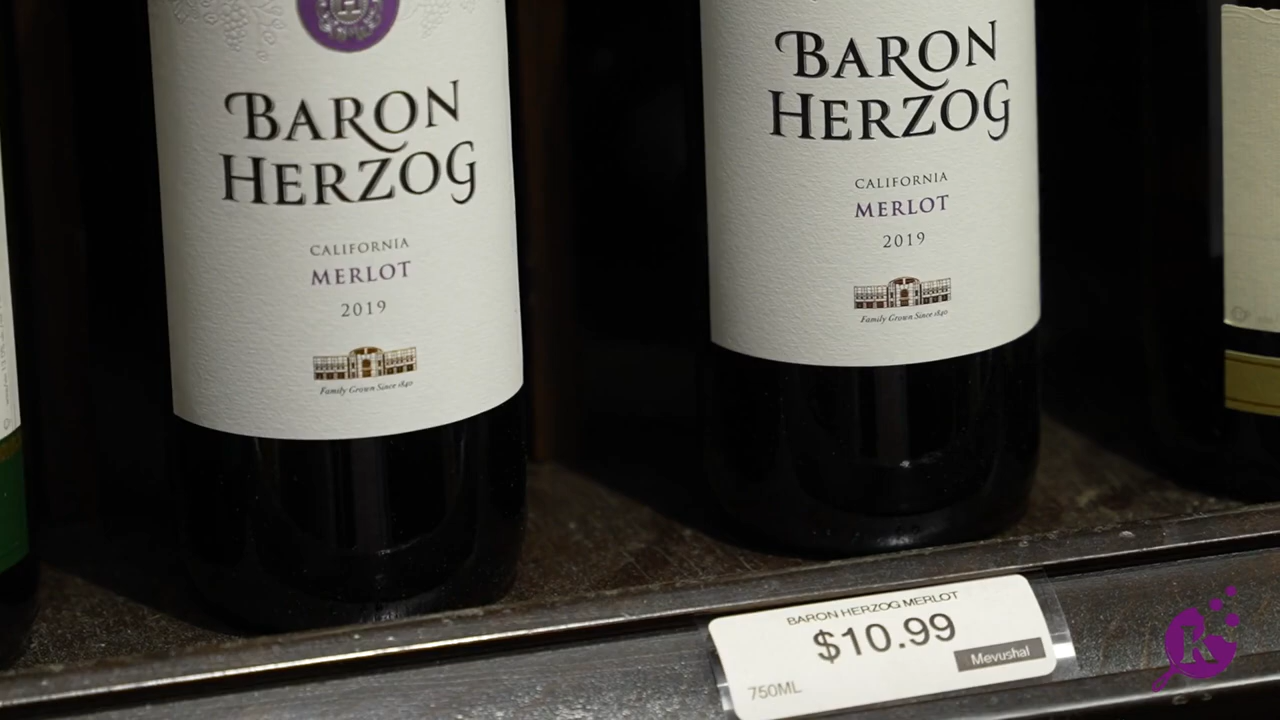 BARON
HERZOG
CALIFORNIA
MERLOT
2019
Family Grown Since 1840
BARON
HERZOG
CALIFORNIA
MERLOT
2019
Family Grown Since 1840
BARON HERZOG MERLOT
$10.99
Mevushal
750ML